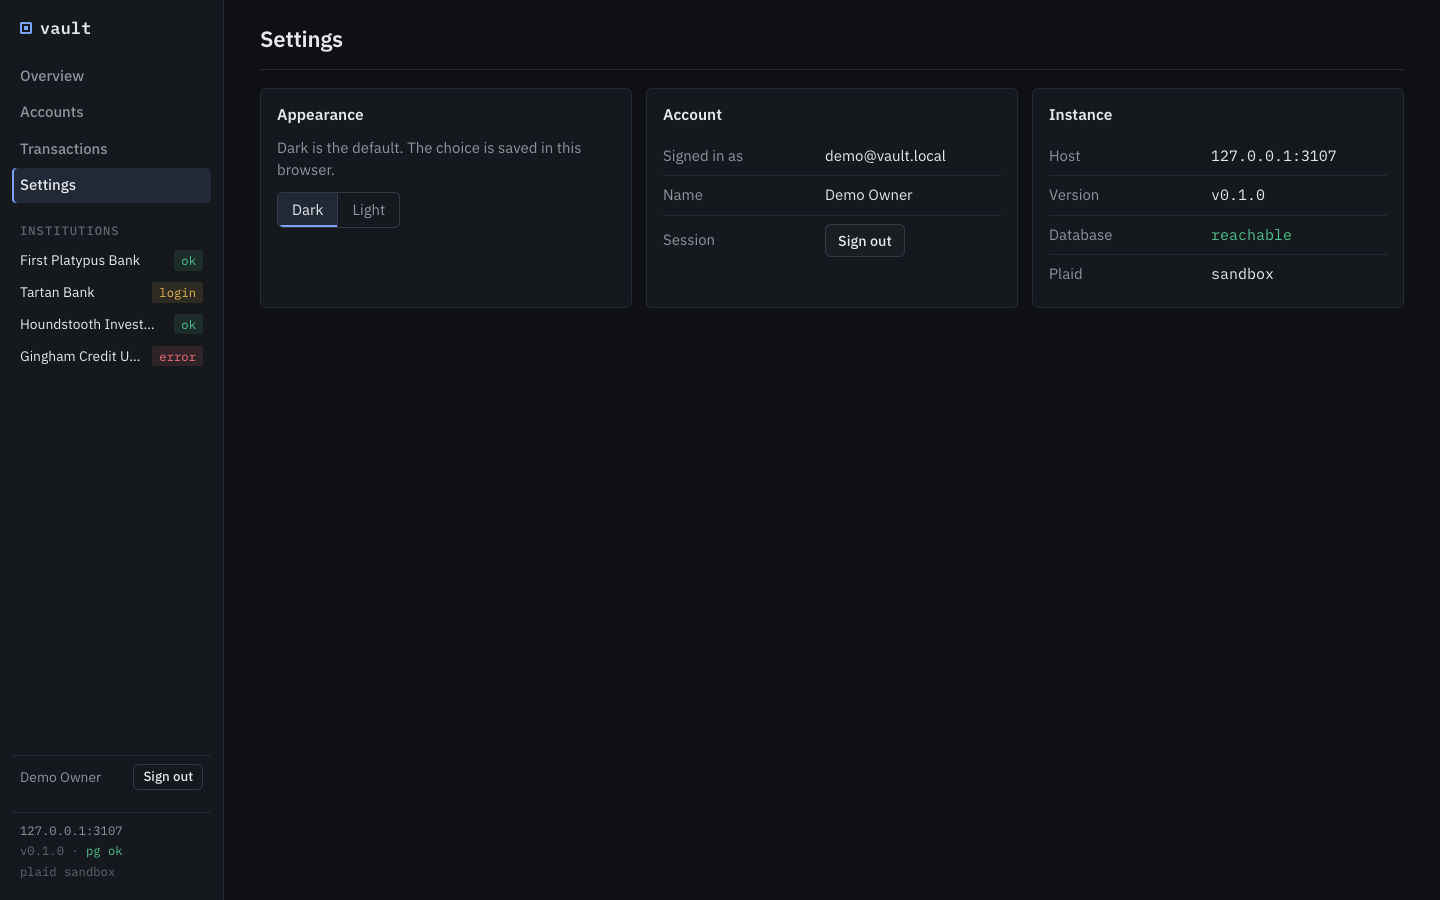 vault
Overview
Accounts
Transactions
Settings
INSTITUTIONS
First Platypus Bank ok
Tartan Bank login
Houndstooth Invest... ok
Gingham Credit U... error
Demo Owner Sign out
127.0.0.1:3107
v0.1.0 · pg ok
plaid sandbox
Settings
Appearance
Dark is the default. The choice is saved in this
browser.
Dark Light
Account
Signed in as demo@vault.local
Name Demo Owner
Session Sign out
Instance
Host 127.0.0.1:3107
Version v0.1.0
Database reachable
Plaid sandbox